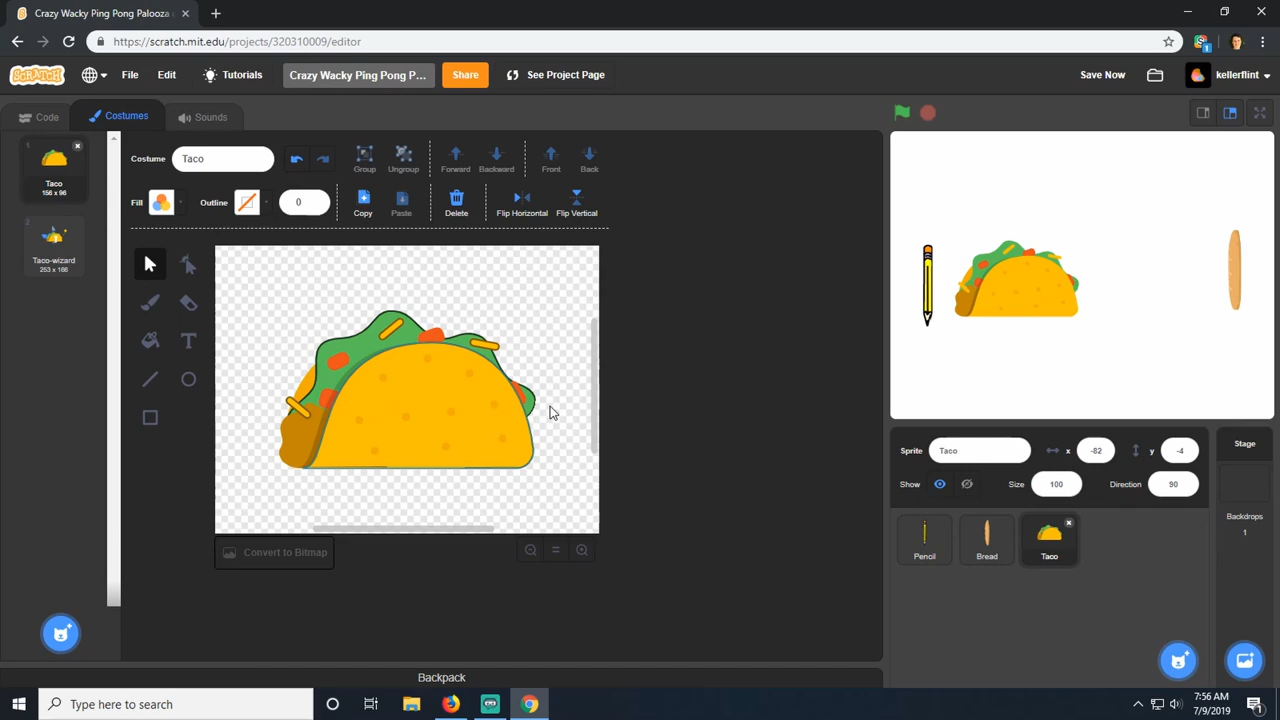 Crazy Wacky Ping Pong Palooza
https://scratch.mit.edu/projects/320310009/editor
SCRATCH
File
Edit
Tutorials
Crazy Wacky Ping Pong P...
Share
See Project Page
Save Now
kellerflint
Code
Costumes
Sounds
1
Taco
156 x 96
2
Taco-wizard
253 x 166
Costume
Taco
Group
Ungroup
Forward
Backward
Front
Back
Fill
Outline
0
Copy
Paste
Delete
Flip Horizontal
Flip Vertical
Convert to Bitmap
Backpack
Sprite
Taco
x
-82
y
-4
Show
Size
100
Direction
90
Pencil
Bread
Taco
Stage
Backdrops
1
Type here to search
7:56 AM
7/9/2019